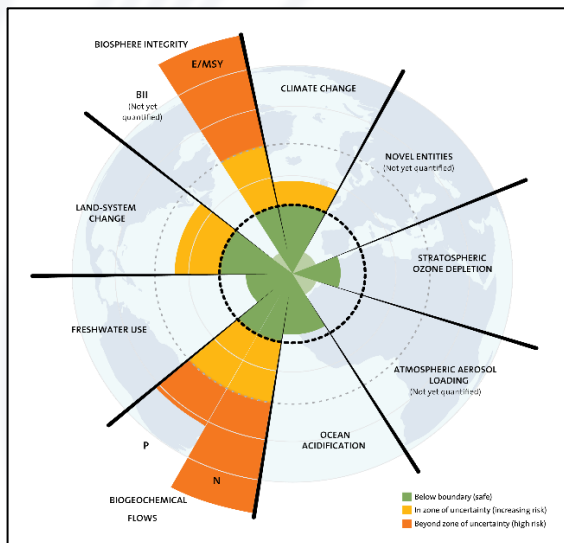 BIOSPHERE INTEGRITY
E/MSY
CLIMATE CHANGE
BII
(Not yet
quantified)
NOVEL ENTITIES
(Not yet quantified)
LAND-SYSTEM
CHANGE
STRATOSPHERIC
OZONE DEPLETION
FRESHWATER USE
ATMOSPHERIC AEROSOL
LOADING
(Not yet quantified)
OCEAN
ACIDIFICATION
P
N
BIOGEOCHEMICAL
FLOWS
Below boundary (safe)
In zone of uncertainty (increasing risk)
Beyond zone of uncertainty (high risk)